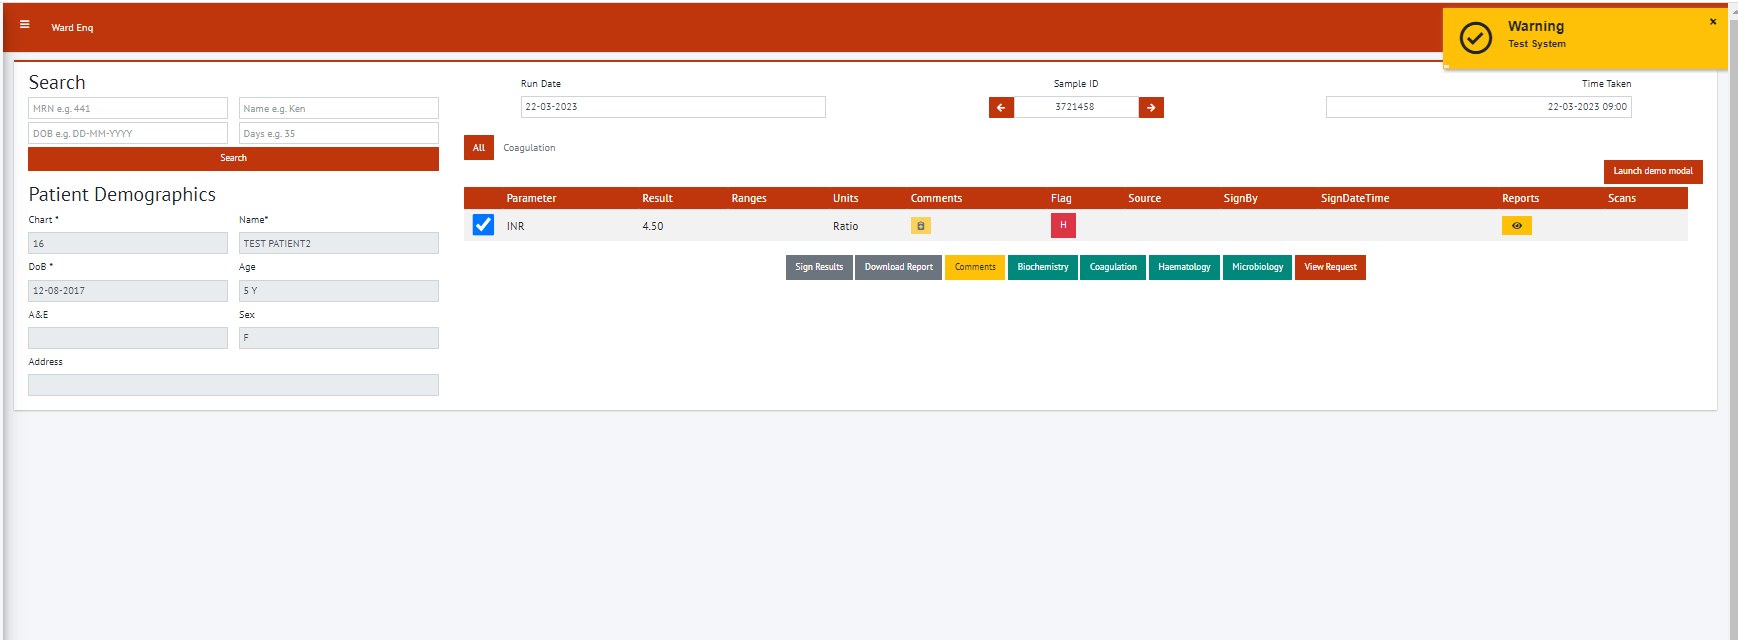 Ward Enq
Warning
Test System
Search
MRN e.g. 441
Name e.g. Ken
DOB e.g. DD-MM-YYYY
Days e.g. 35
Search
Patient Demographics
Chart *
Name*
16
TEST PATIENT2
DoB *
Age
12-08-2017
5 Y
A&E
Sex
F
Address
Run Date
Sample ID
Time Taken
22-03-2023
3721458
22-03-2023 09:00
All
Coagulation
Launch demo modal
Parameter Result Ranges Units Comments Flag Source SignBy SignDateTime Reports Scans
INR 4.50 Ratio H
Sign Results
Download Report
Comments
Biochemistry
Coagulation
Haematology
Microbiology
View Request